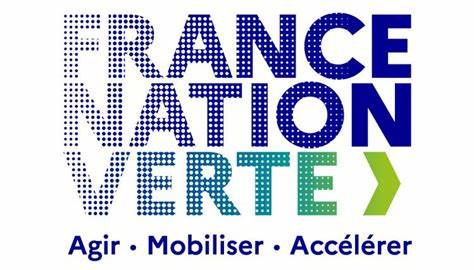 FRANCE
NATION
VERTE
Agir · Mobiliser · Accélérer